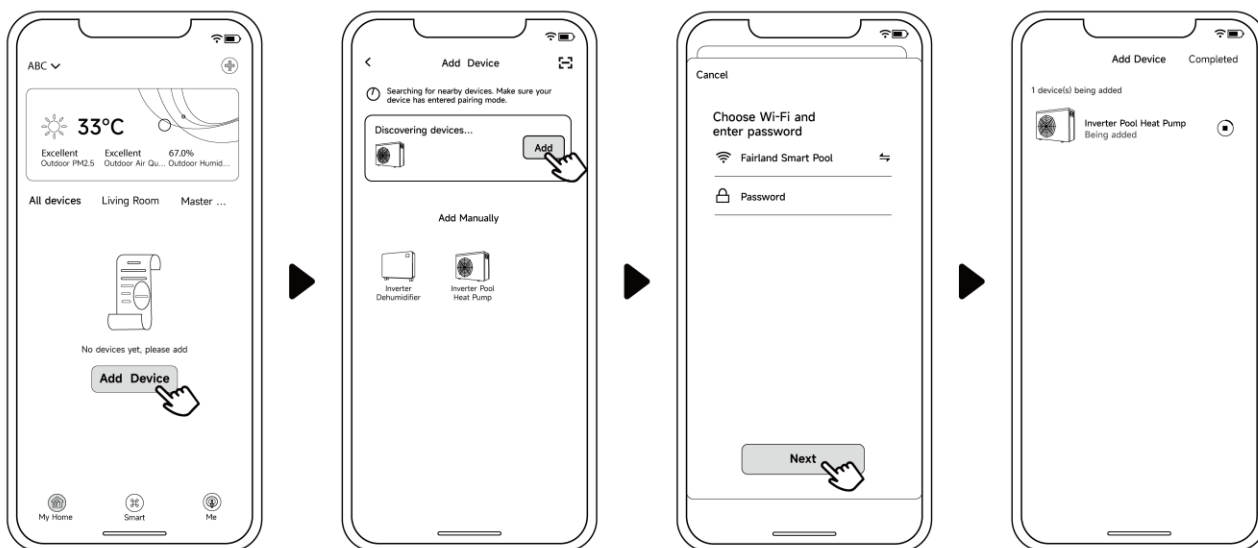 ABC
33°C
Excellent Excellent 67.0%
Outdoor PM2.5 Outdoor Air Qu... Outdoor Humid...
All devices Living Room Master ...
No devices yet, please add
Add Device
My Home Smart Me
Add Device
Searching for nearby devices. Make sure your
device has entered pairing mode.
Discovering devices...
Add
Add Manually
Inverter
Dehumidifier
Inverter Pool
Heat Pump
Cancel
Choose Wi-Fi and
enter password
Fairland Smart Pool
Password
Next
Add Device Completed
1 device(s) being added
Inverter Pool Heat Pump
Being added